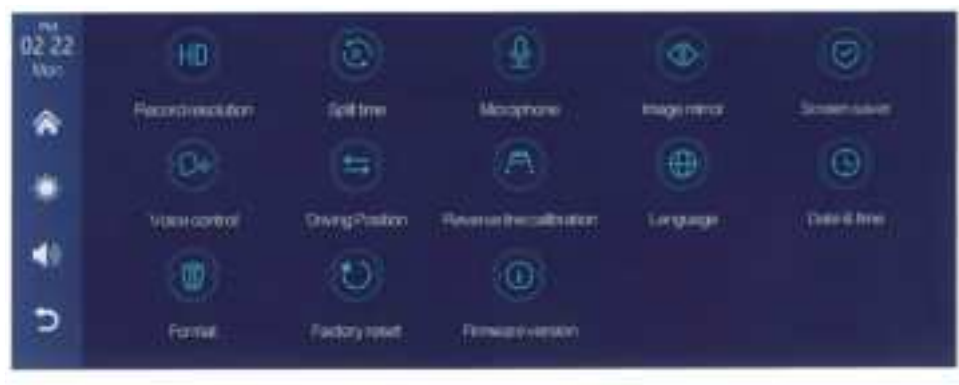 PM
02 22
Mon
HD
Record resolution
Split time
Microphone
Image mirror
Screen saver
Voice control
Driving Position
Reverse line calibration
Language
Date & time
Format
Factory reset
Firmware version